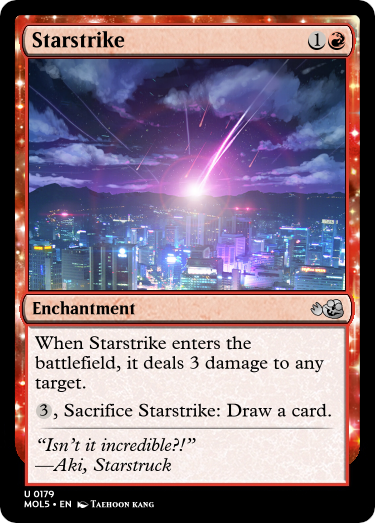 Starstrike 1
Enchantment
When Starstrike enters the
battlefield, it deals 3 damage to any
target.
3, Sacrifice Starstrike: Draw a card.
“Isn’t it incredible?!”
—Aki, Starstruck
U 0179
MOL5 • EN Taehoon kang